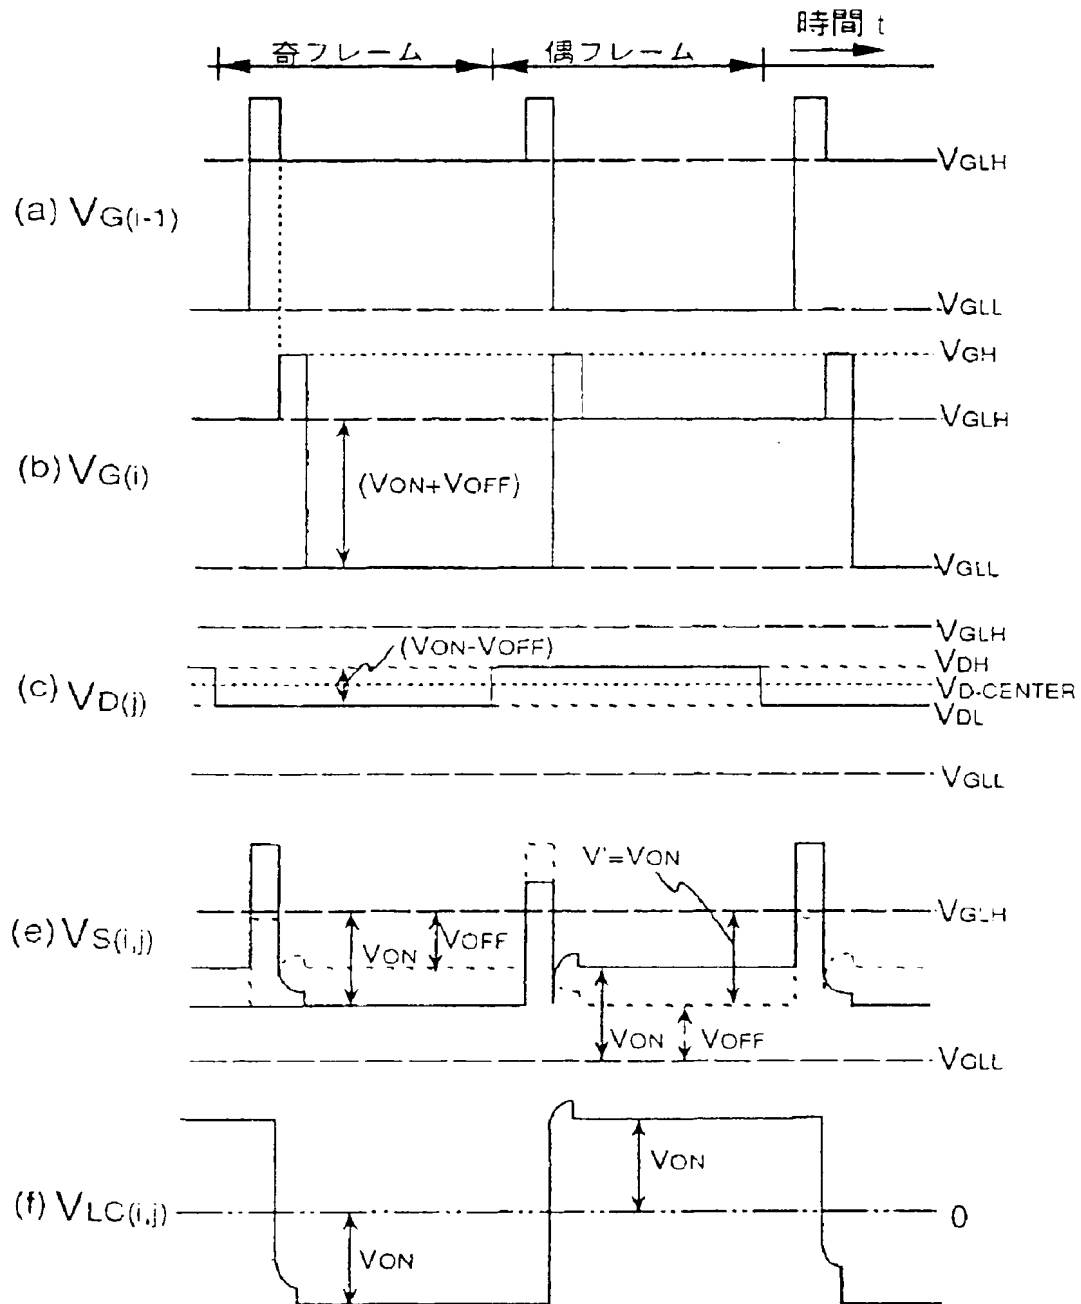 時間 t
奇フレーム
偶フレーム
VGLH
(a) VG(i-1)
VGLL
VGH
VGLH
(b) VG(i)
(VON+VOFF)
VGLL
VGLH
(VON-VOFF)
VDH
(c) VD(j)
VD-CENTER
VDL
VGLL
V'=VON
VGLH
(e) VS(i,j)
VON
VOFF
VON
VOFF
VGLL
VON
(f) VLC(i,j)
0
VON